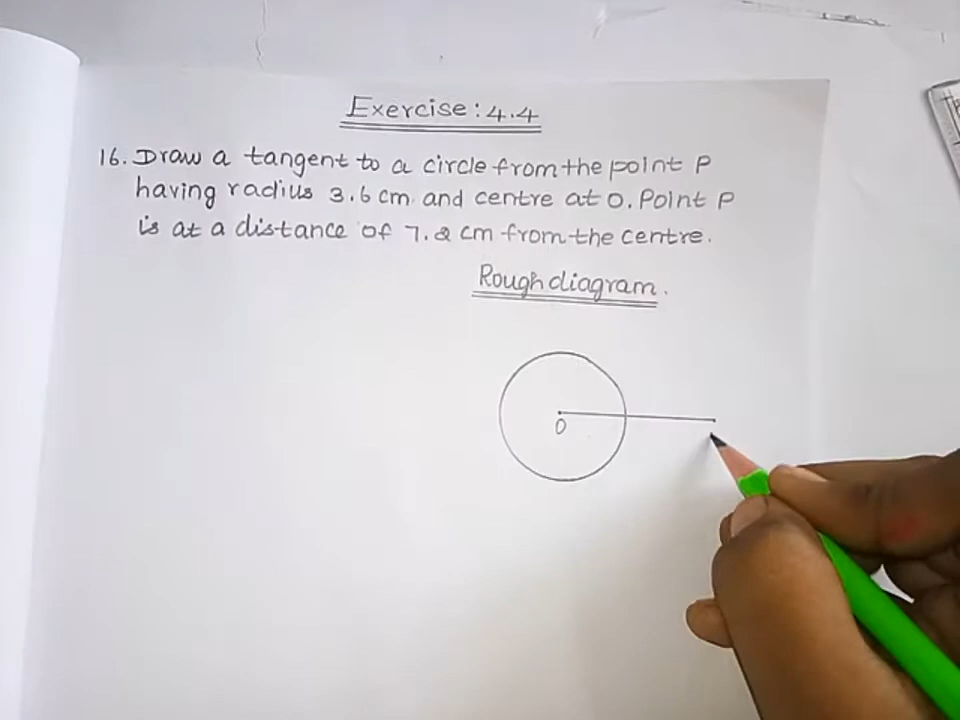 Exercise: 4.4
16. Draw a tangent to a circle from the point P
having radius 3.6 cm and centre at O. Point P
is at a distance of 7.2 cm from the centre.
Rough diagram.
O